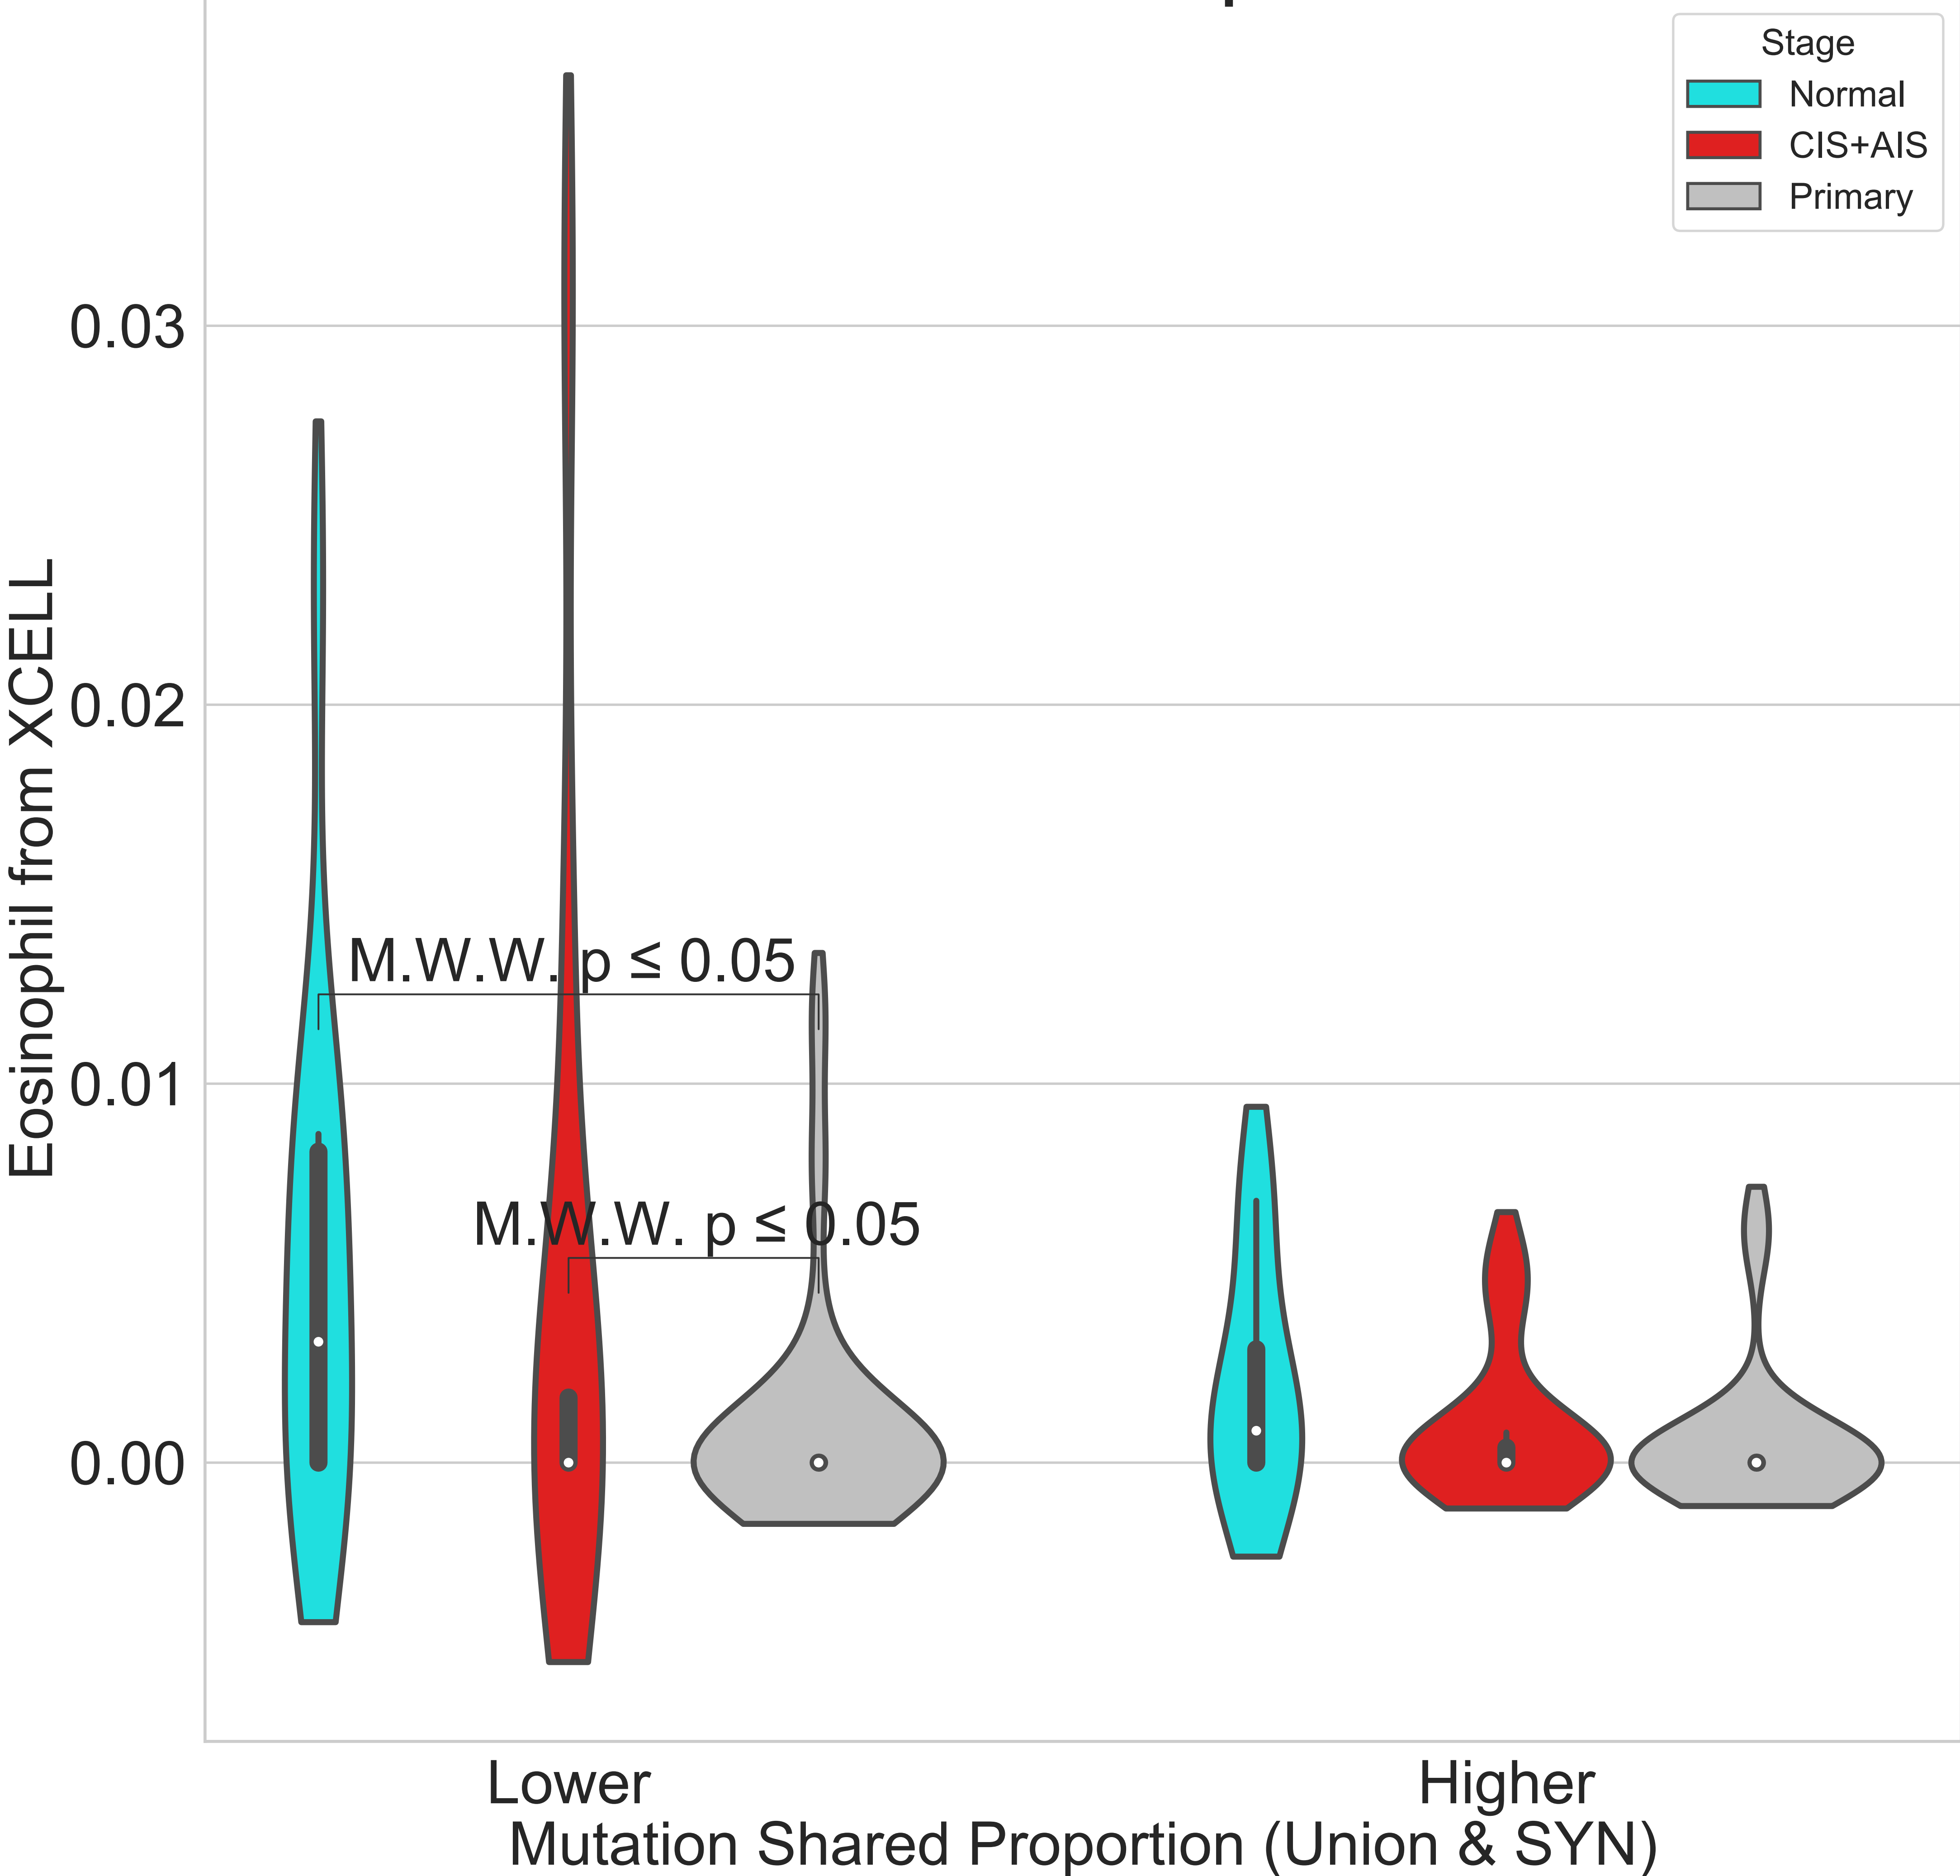 Stage
Normal
CIS+AIS
Primary
0.03
0.02
0.01
0.00
Eosinophil from XCELL
M.W.W. p ≤ 0.05
M.W.W. p ≤ 0.05
Lower
Higher
Mutation Shared Proportion (Union & SYN)